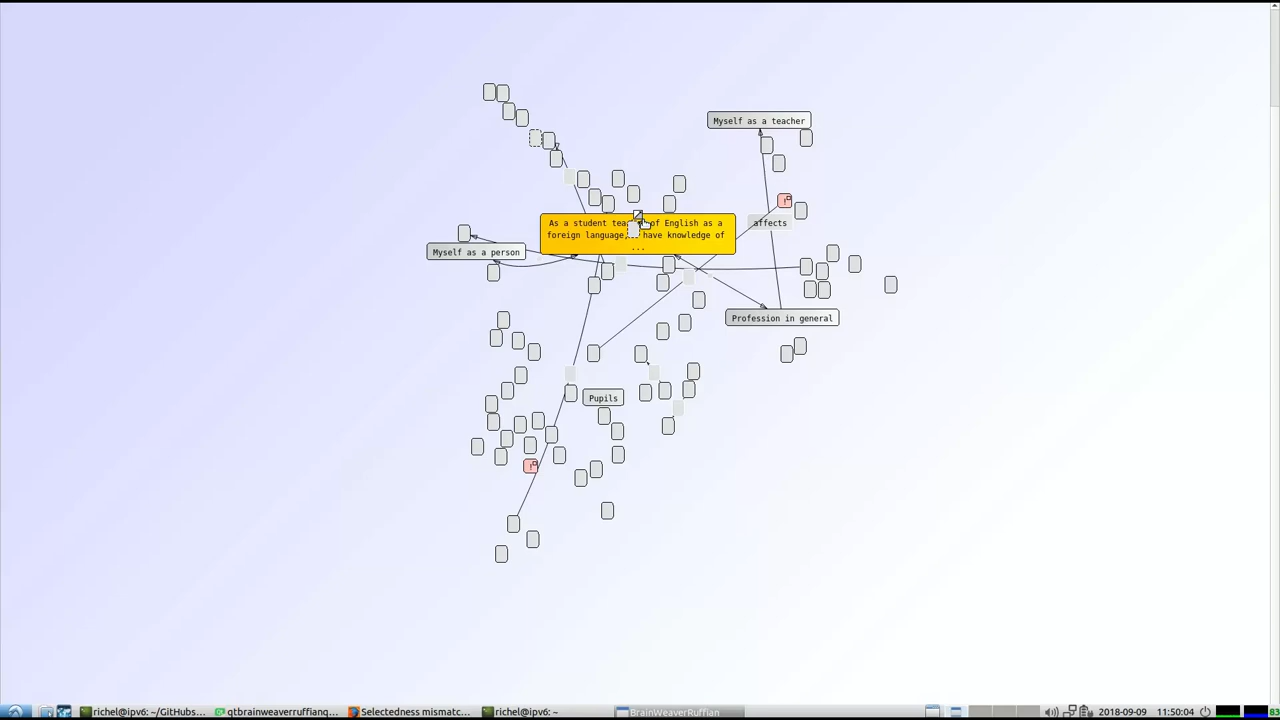 Myself as a teacher
As a student tea of English as a
foreign language, have knowledge of
...
affects
Myself as a person
Profession in general
Pupils
richel@ipv6: ~/GitHubs...
qtbrainweaverruffianq...
Selectedness mismatc...
richel@ipv6: ~
BrainWeaverRuffian
2018-09-09
11:50:04
83